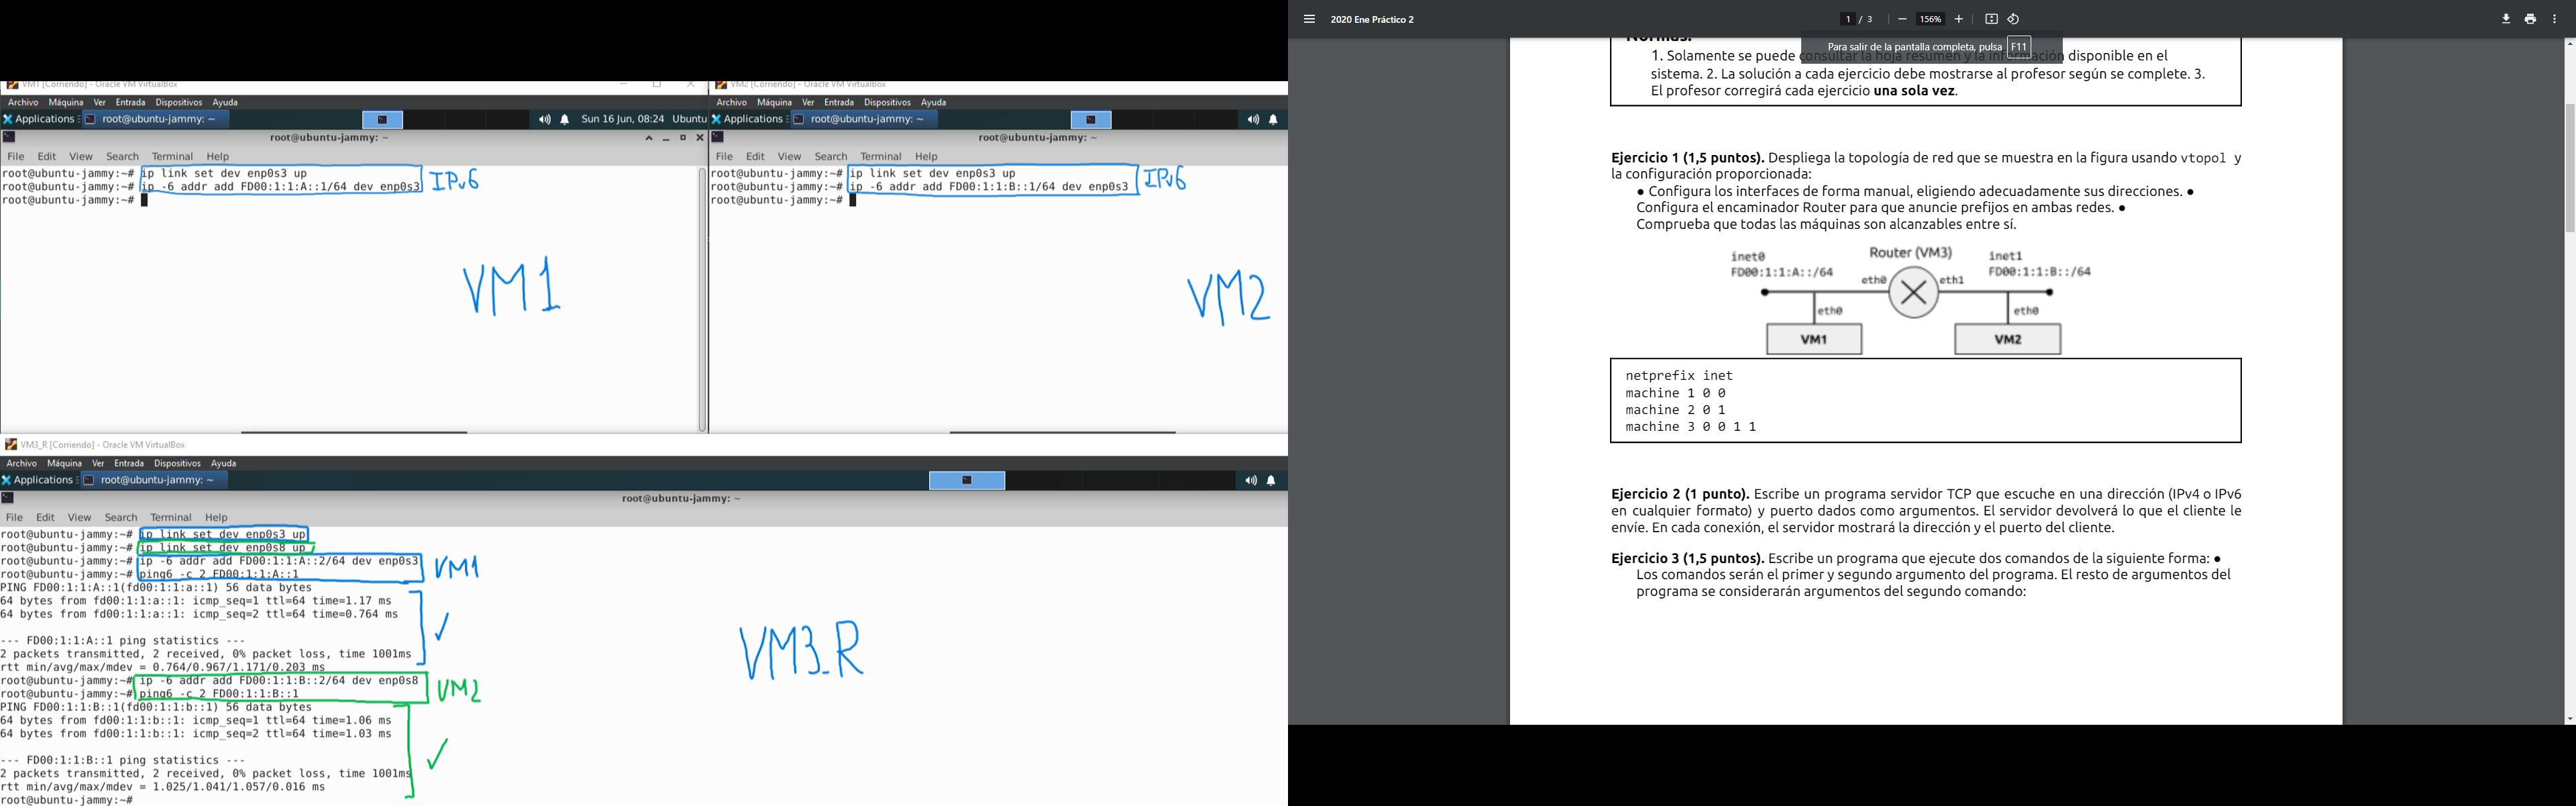 VM1 [Corriendo] - Oracle VM VirtualBox
Archivo Máquina Ver Entrada Dispositivos Ayuda
Applications root@ubuntu-jammy: ~ Sun 16 Jun, 08:24 Ubuntu
root@ubuntu-jammy: ~
File Edit View Search Terminal Help
root@ubuntu-jammy:~# ip link set dev enp0s3 up
root@ubuntu-jammy:~# ip -6 addr add FD00:1:1:A::1/64 dev enp0s3
root@ubuntu-jammy:~#
IPv6
VM1
VM2 [Corriendo] - Oracle VM VirtualBox
Archivo Máquina Ver Entrada Dispositivos Ayuda
Applications root@ubuntu-jammy: ~
root@ubuntu-jammy: ~
File Edit View Search Terminal Help
root@ubuntu-jammy:~# ip link set dev enp0s3 up
root@ubuntu-jammy:~# ip -6 addr add FD00:1:1:B::1/64 dev enp0s3
root@ubuntu-jammy:~#
IPv6
VM2
VM3_R [Corriendo] - Oracle VM VirtualBox
Archivo Máquina Ver Entrada Dispositivos Ayuda
Applications root@ubuntu-jammy: ~
root@ubuntu-jammy: ~
File Edit View Search Terminal Help
root@ubuntu-jammy:~# ip link set dev enp0s3 up
root@ubuntu-jammy:~# ip link set dev enp0s8 up
root@ubuntu-jammy:~# ip -6 addr add FD00:1:1:A::2/64 dev enp0s3
root@ubuntu-jammy:~# ping6 -c 2 FD00:1:1:A::1
PING FD00:1:1:A::1(fd00:1:1:a::1) 56 data bytes
64 bytes from fd00:1:1:a::1: icmp_seq=1 ttl=64 time=1.17 ms
64 bytes from fd00:1:1:a::1: icmp_seq=2 ttl=64 time=0.764 ms
--- FD00:1:1:A::1 ping statistics ---
2 packets transmitted, 2 received, 0% packet loss, time 1001ms
rtt min/avg/max/mdev = 0.764/0.967/1.171/0.203 ms
root@ubuntu-jammy:~# ip -6 addr add FD00:1:1:B::2/64 dev enp0s8
root@ubuntu-jammy:~# ping6 -c 2 FD00:1:1:B::1
PING FD00:1:1:B::1(fd00:1:1:b::1) 56 data bytes
64 bytes from fd00:1:1:b::1: icmp_seq=1 ttl=64 time=1.06 ms
64 bytes from fd00:1:1:b::1: icmp_seq=2 ttl=64 time=1.03 ms
--- FD00:1:1:B::1 ping statistics ---
2 packets transmitted, 2 received, 0% packet loss, time 1001ms
rtt min/avg/max/mdev = 1.025/1.041/1.057/0.016 ms
root@ubuntu-jammy:~#
VM1
VM2
VM3_R
2020 Ene Práctico 2
1 / 3
156%
Para salir de la pantalla completa, pulsa F11
Normas:
1. Solamente se puede consultar la hoja resumen y la información disponible en el
sistema. 2. La solución a cada ejercicio debe mostrarse al profesor según se complete. 3.
El profesor corregirá cada ejercicio una sola vez.
Ejercicio 1 (1,5 puntos). Despliega la topología de red que se muestra en la figura usando vtopol y
la configuración proporcionada:
● Configura los interfaces de forma manual, eligiendo adecuadamente sus direcciones. ●
Configura el encaminador Router para que anuncie prefijos en ambas redes. ●
Comprueba que todas las máquinas son alcanzables entre sí.
inet0
FD00:1:1:A::/64
Router (VM3)
inet1
FD00:1:1:B::/64
eth0
eth1
eth0
eth0
VM1
VM2
netprefix inet
machine 1 0 0
machine 2 0 1
machine 3 0 0 1 1
Ejercicio 2 (1 punto). Escribe un programa servidor TCP que escuche en una dirección (IPv4 o IPv6
en cualquier formato) y puerto dados como argumentos. El servidor devolverá lo que el cliente le
envíe. En cada conexión, el servidor mostrará la dirección y el puerto del cliente.
Ejercicio 3 (1,5 puntos). Escribe un programa que ejecute dos comandos de la siguiente forma: ●
Los comandos serán el primer y segundo argumento del programa. El resto de argumentos del
programa se considerarán argumentos del segundo comando: